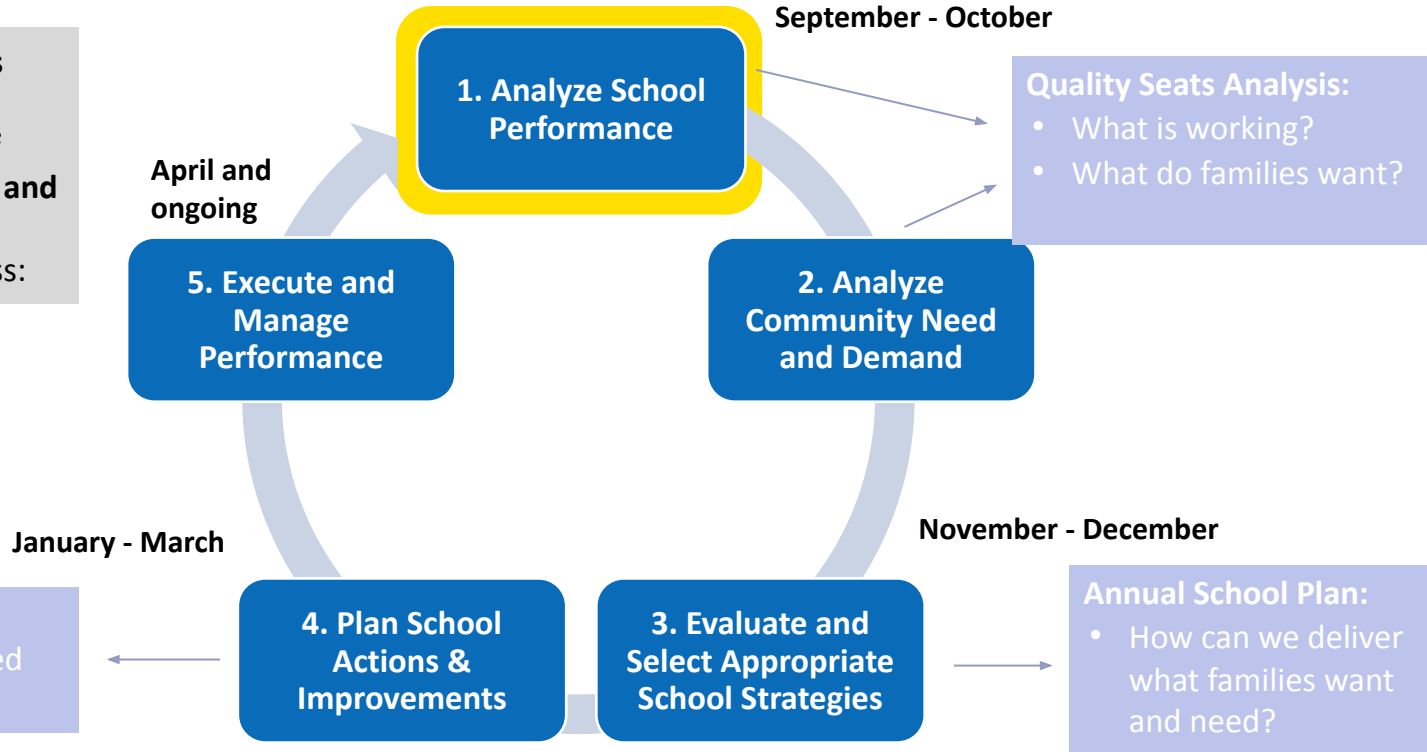 September - October
1. Analyze School
Performance
Quality Seats Analysis:
• What is working?
• What do families want?
and
ss:
April and
ongoing
5. Execute and
Manage
Performance
2. Analyze
Community Need
and Demand
January - March
November - December
4. Plan School
Actions &
Improvements
3. Evaluate and
Select Appropriate
School Strategies
Annual School Plan:
• How can we deliver
what families want
and need?
ed